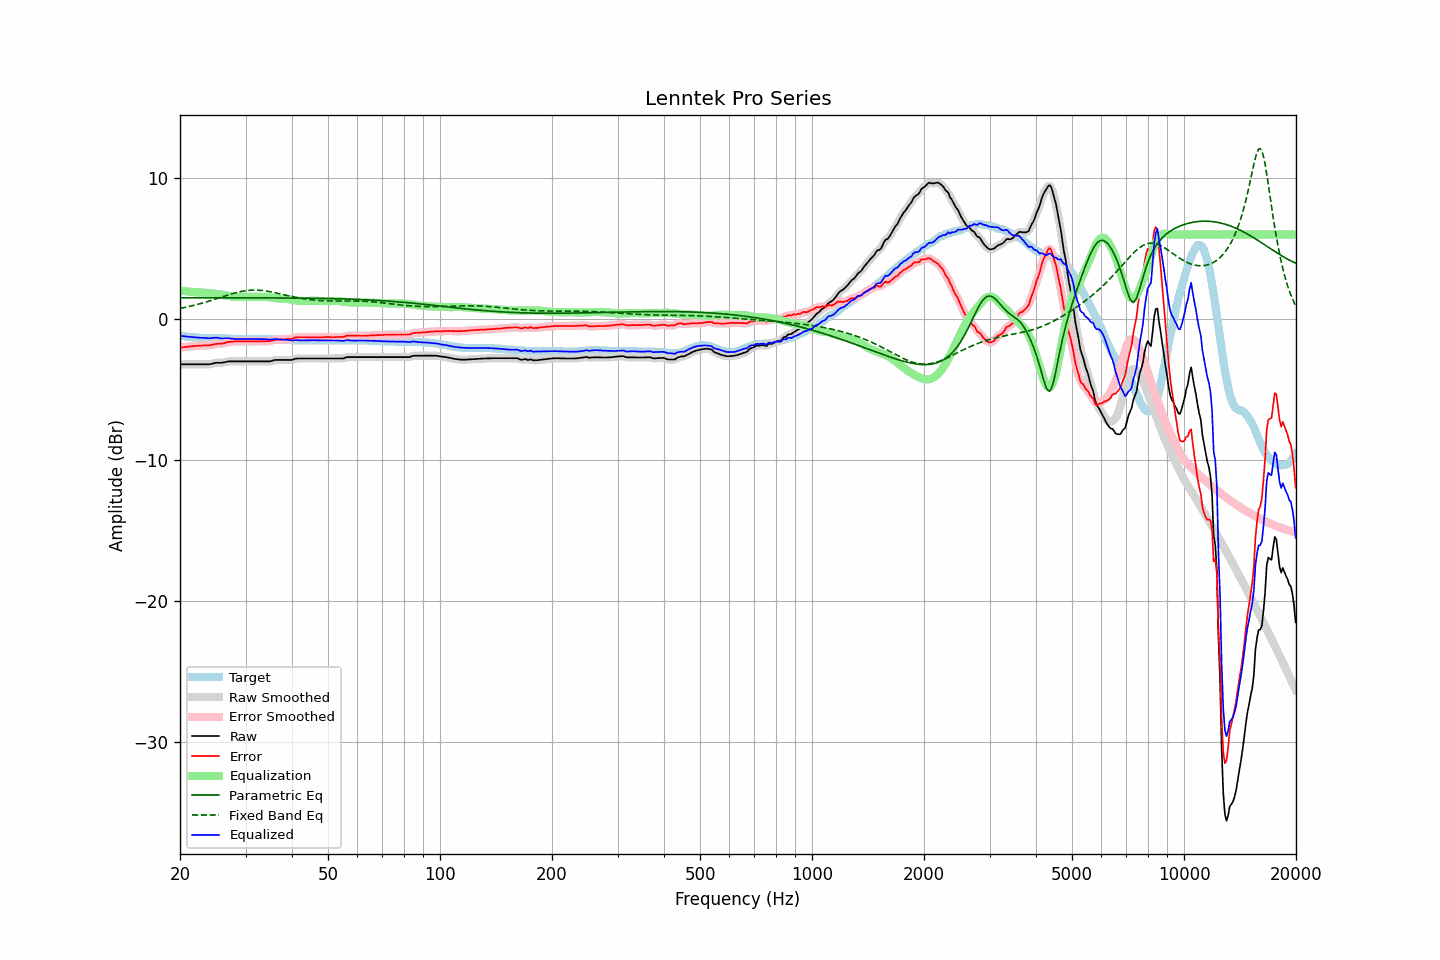 Lenntek Pro Series
Amplitude (dBr)
10
0
−10
−20
−30
Target
Raw Smoothed
Error Smoothed
Raw
Error
Equalization
Parametric Eq
Fixed Band Eq
Equalized
20 50 100 200 500 1000 2000 5000 10000 20000
Frequency (Hz)